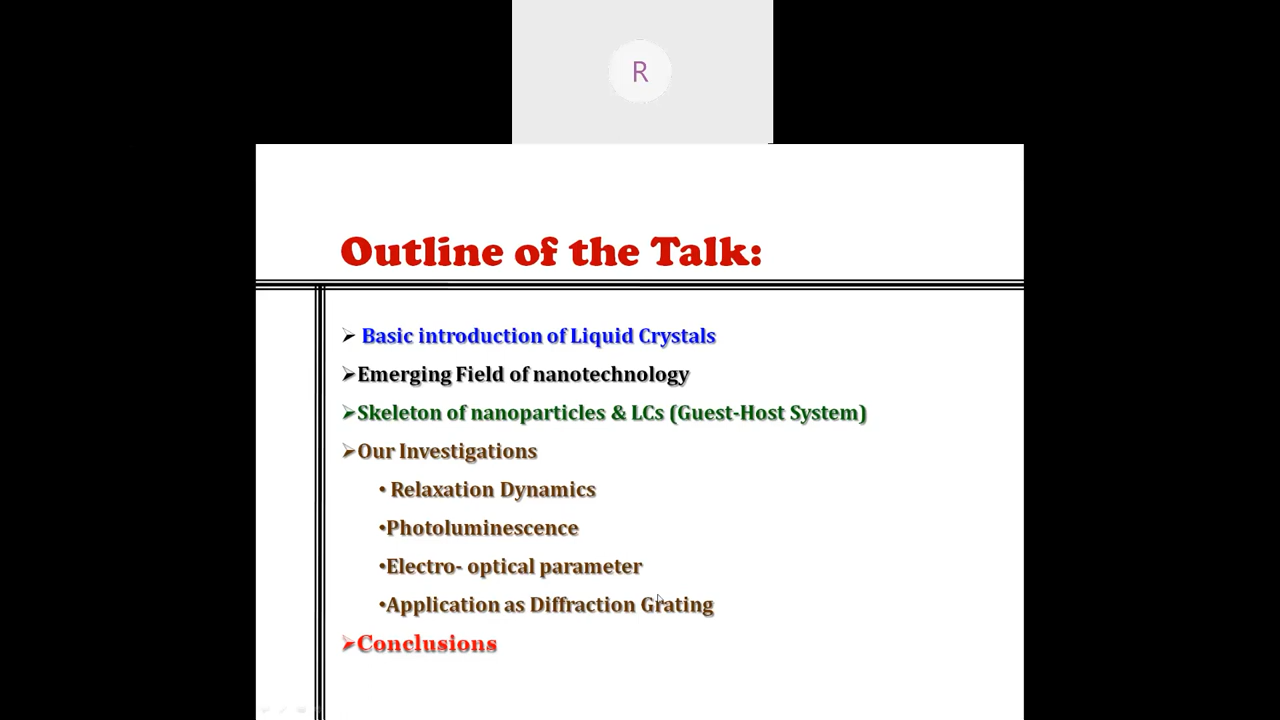 R
Outline of the Talk:
➢ Basic introduction of Liquid Crystals
➢Emerging Field of nanotechnology
➢Skeleton of nanoparticles & LCs (Guest-Host System)
➢Our Investigations
• Relaxation Dynamics
•Photoluminescence
•Electro- optical parameter
•Application as Diffraction Grating
➢Conclusions